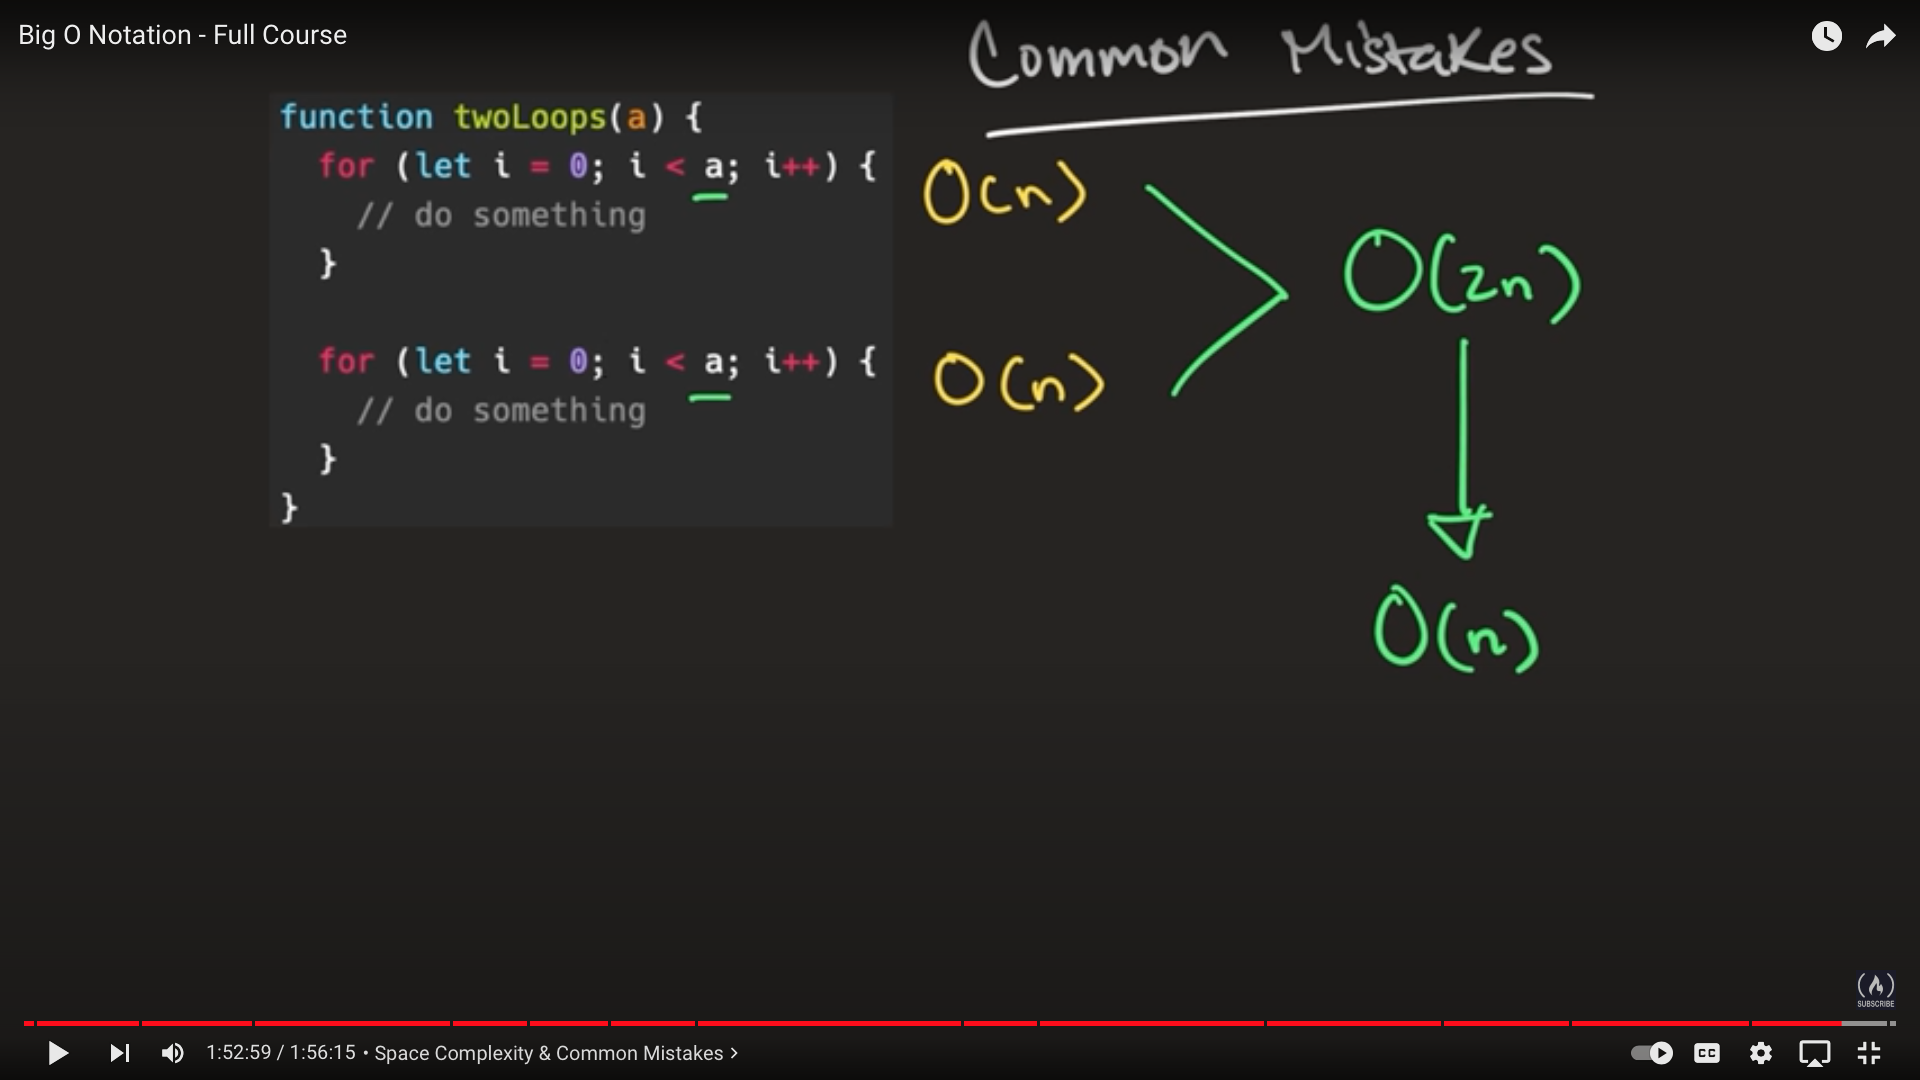 Big O Notation - Full Course
Common Mistakes
function twoLoops(a) {
for (let i = 0; i < a; i++) {
// do something
}
for (let i = 0; i < a; i++) {
// do something
}
}
O(n)
O(n)
O(2n)
O(n)
SUBSCRIBE
1:52:59 / 1:56:15 • Space Complexity & Common Mistakes >
CC